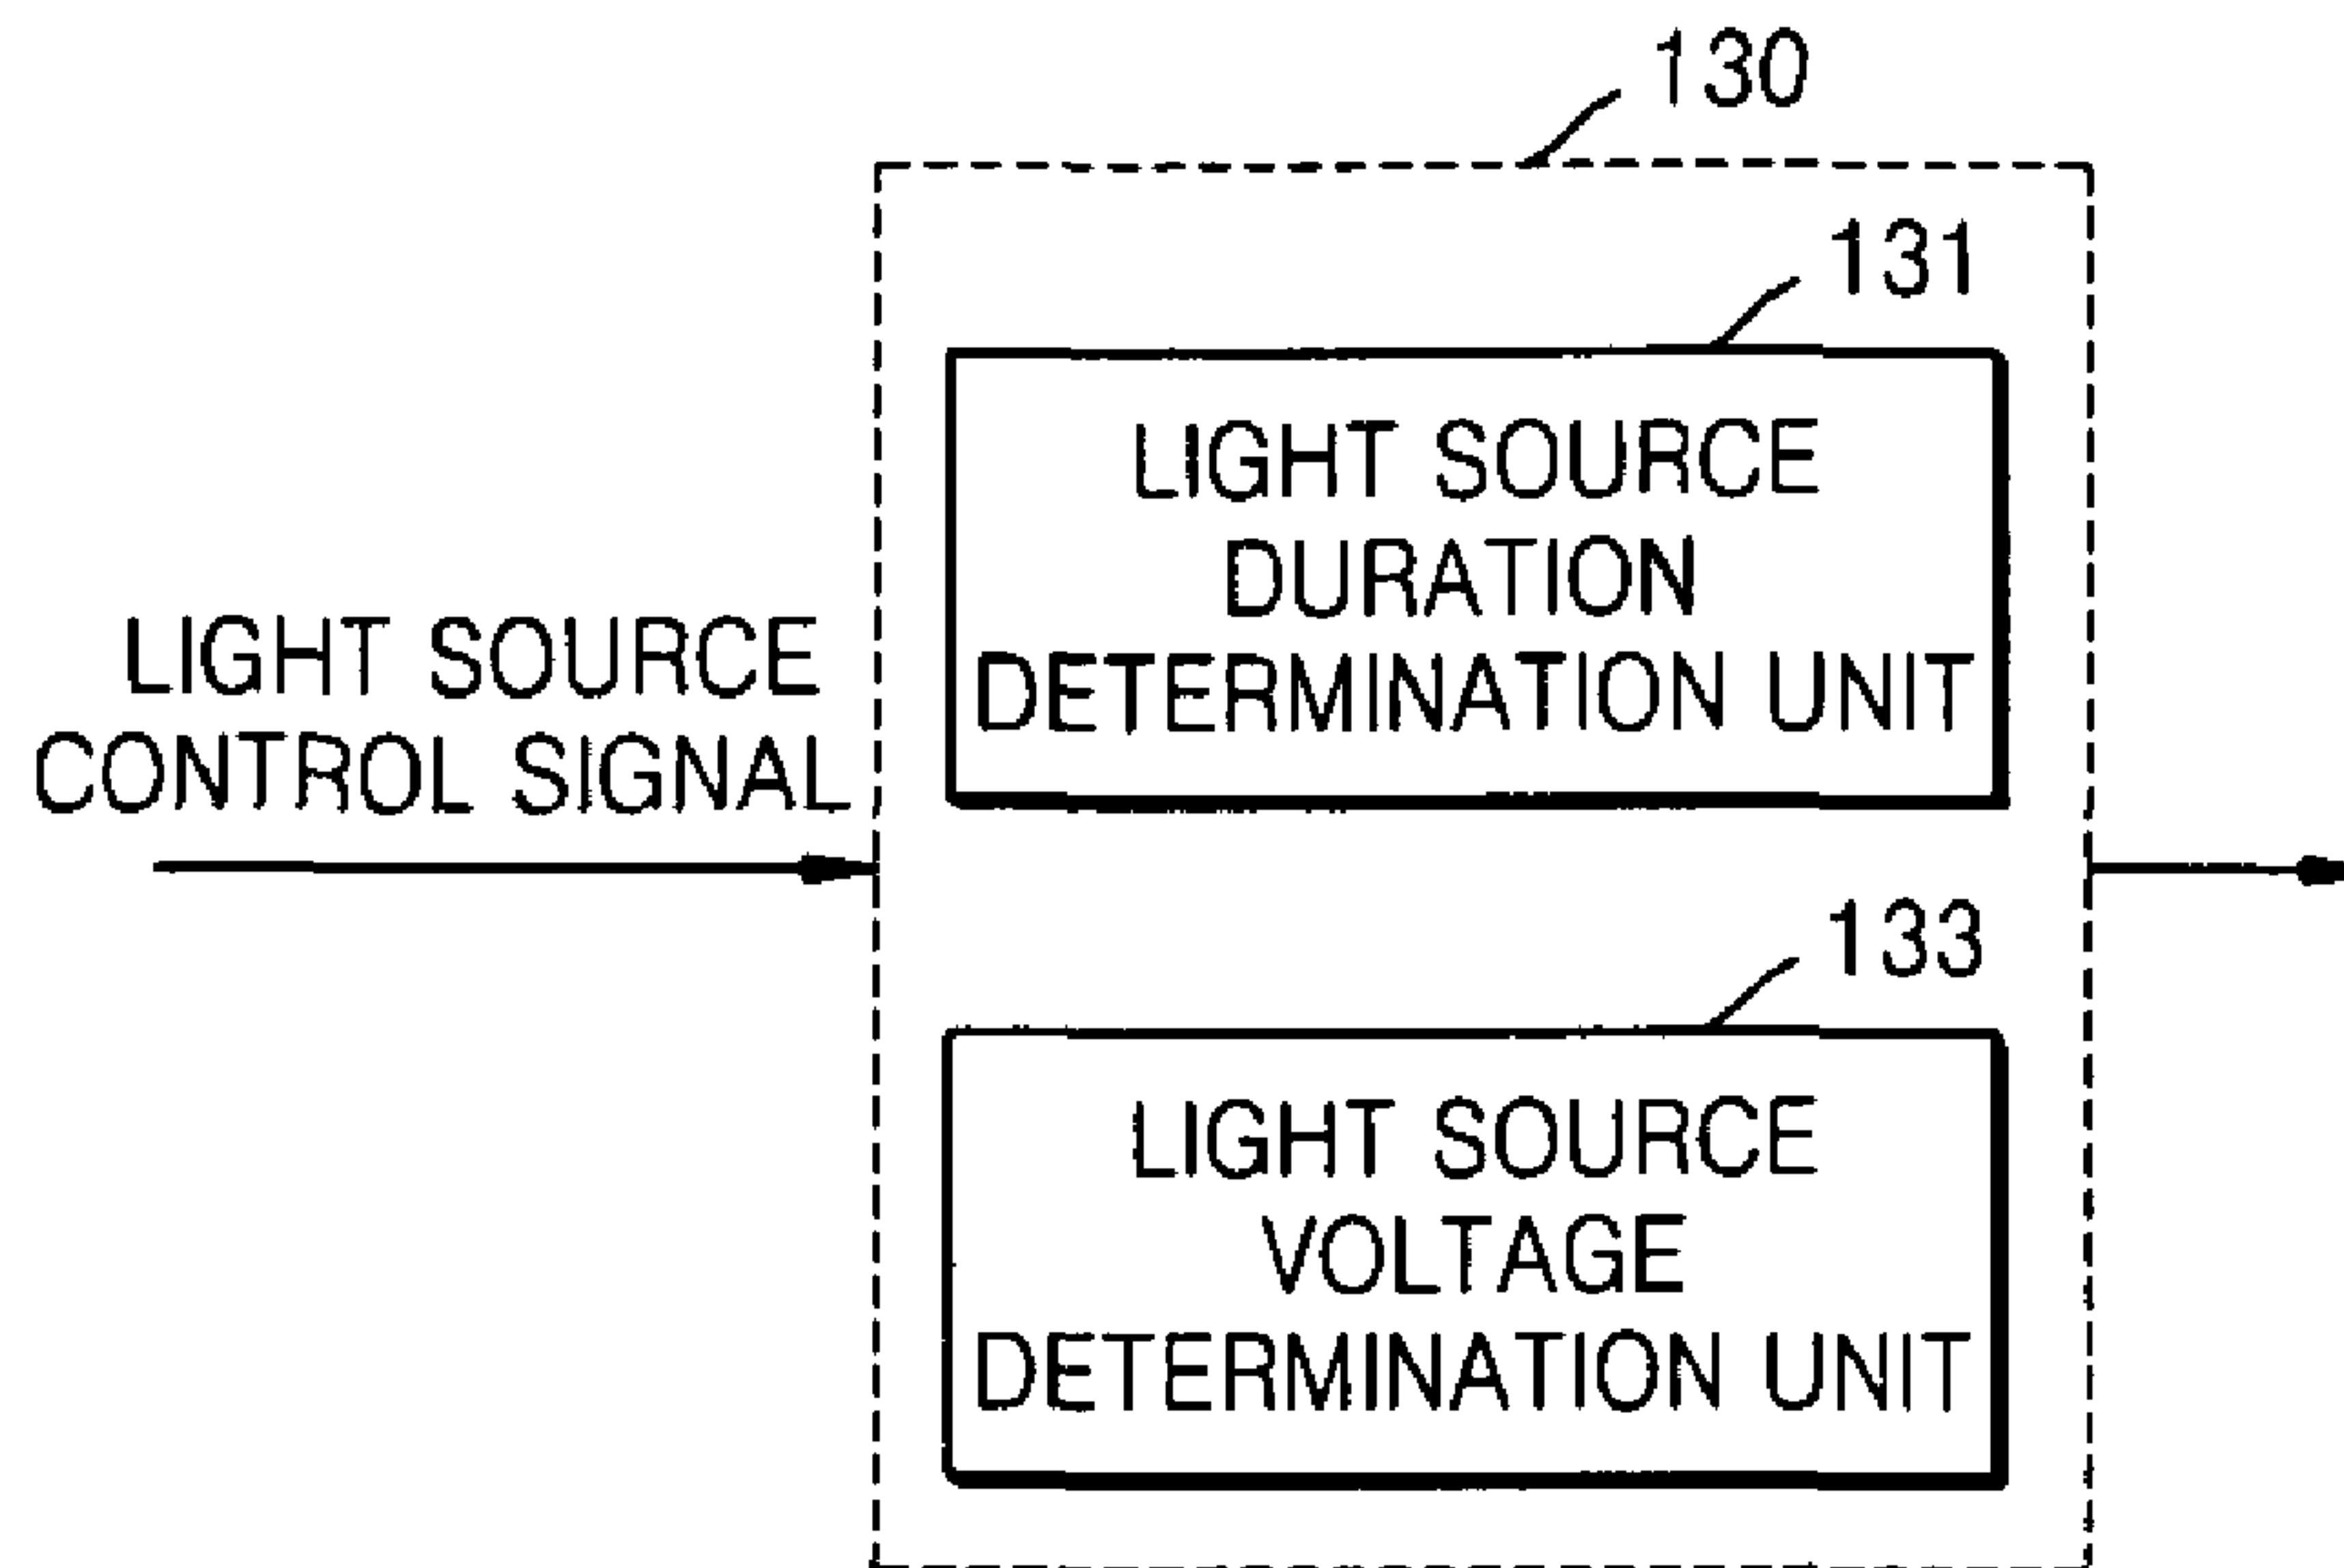 130
131
LIGHT SOURCE
DURATION
DETERMINATION UNIT
LIGHT SOURCE
CONTROL SIGNAL
133
LIGHT SOURCE
VOLTAGE
DETERMINATION UNIT